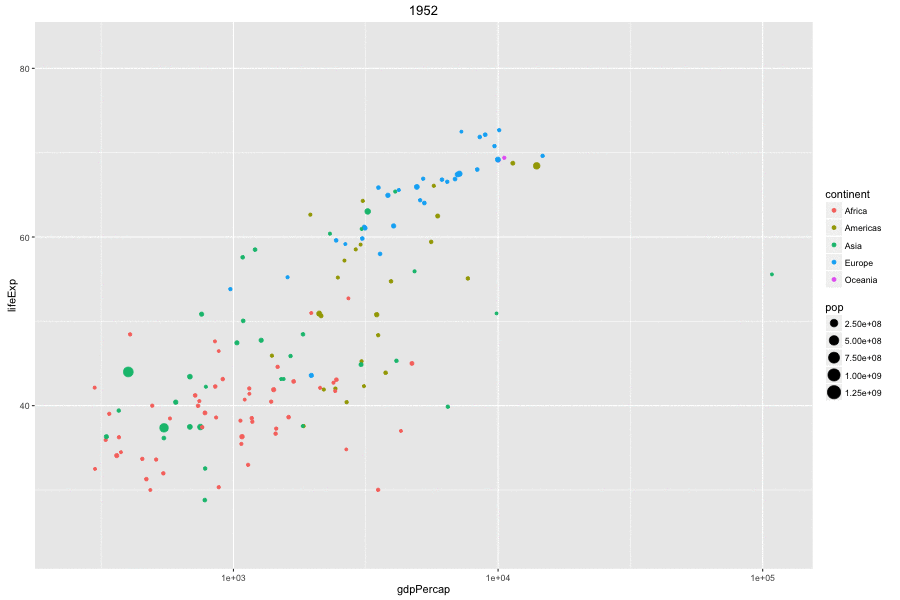 1952
lifeExp
80
60
40
1e+03
1e+04
1e+05
gdpPercap
continent
Africa
Americas
Asia
Europe
Oceania
pop
2.50e+08
5.00e+08
7.50e+08
1.00e+09
1.25e+09